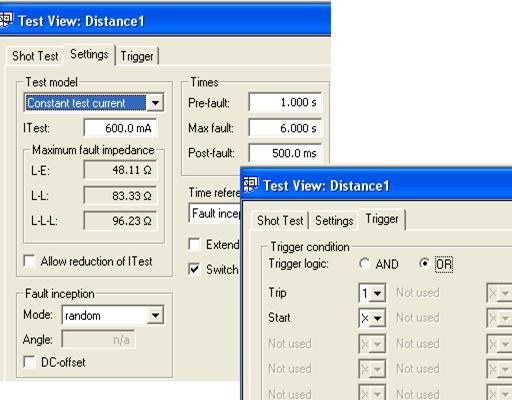 Test View: Distance1
Shot Test Settings Trigger
Test model
Constant test current
ITest: 600.0 mA
Maximum fault impedance
L-E: 48.11 Ω
L-L: 83.33 Ω
L-L-L: 96.23 Ω
Allow reduction of ITest
Fault inception
Mode: random
Angle: n/a
DC-offset
Times
Pre-fault: 1.000 s
Max fault: 6.000 s
Post-fault: 500.0 ms
Time refere
Fault incep
Extend
Switch
Test View: Distance1
Shot Test Settings Trigger
Trigger condition
Trigger logic: AND OR
Trip 1 Not used X
Start X Not used X
Not used X Not used X
Not used X Not used X
Not used X Not used X